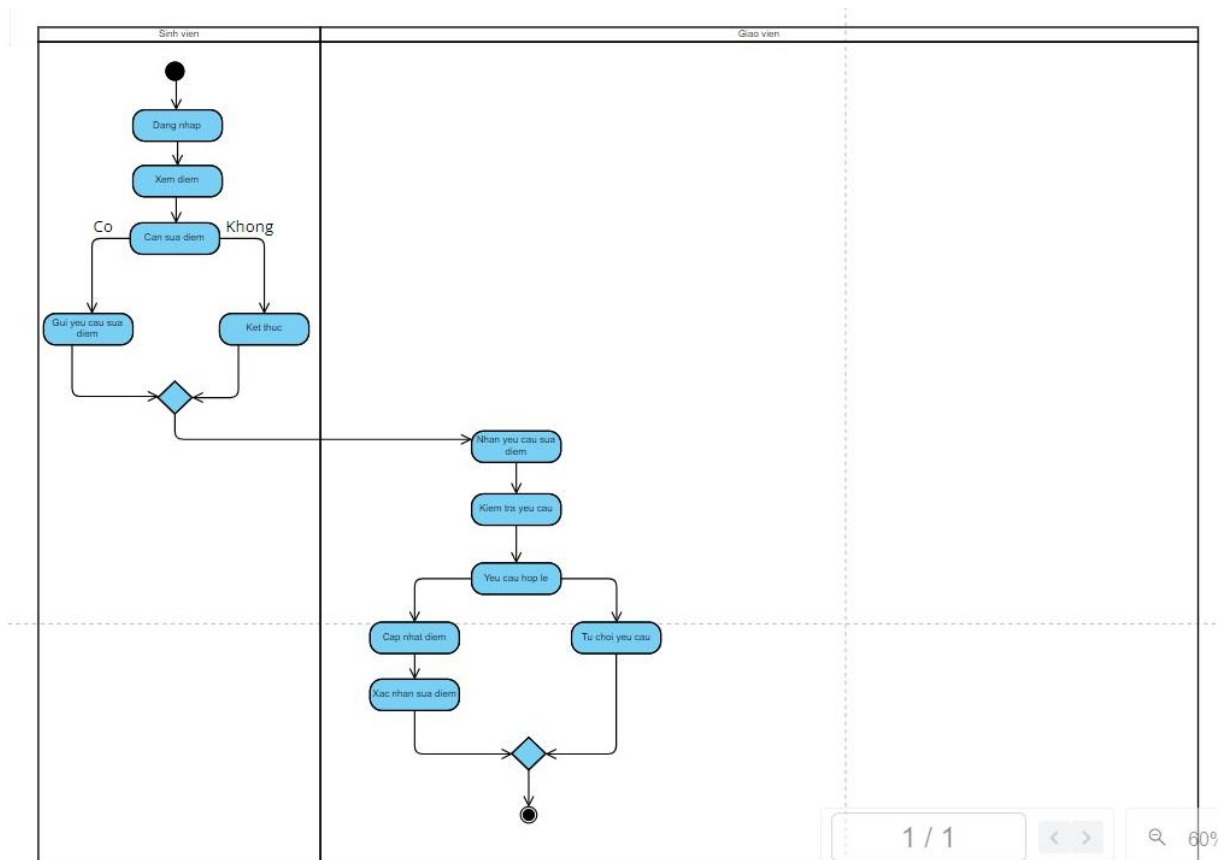 Sinh vien
Giao vien
Dang nhap
Xem diem
Co
Khong
Can sua diem
Gui yeu cau sua
diem
Ket thuc
Nhan yeu cau sua
diem
Kiem tra yeu cau
Yeu cau hop le
Cap nhat diem
Tu choi yeu cau
Xac nhan sua diem
1 / 1
60%